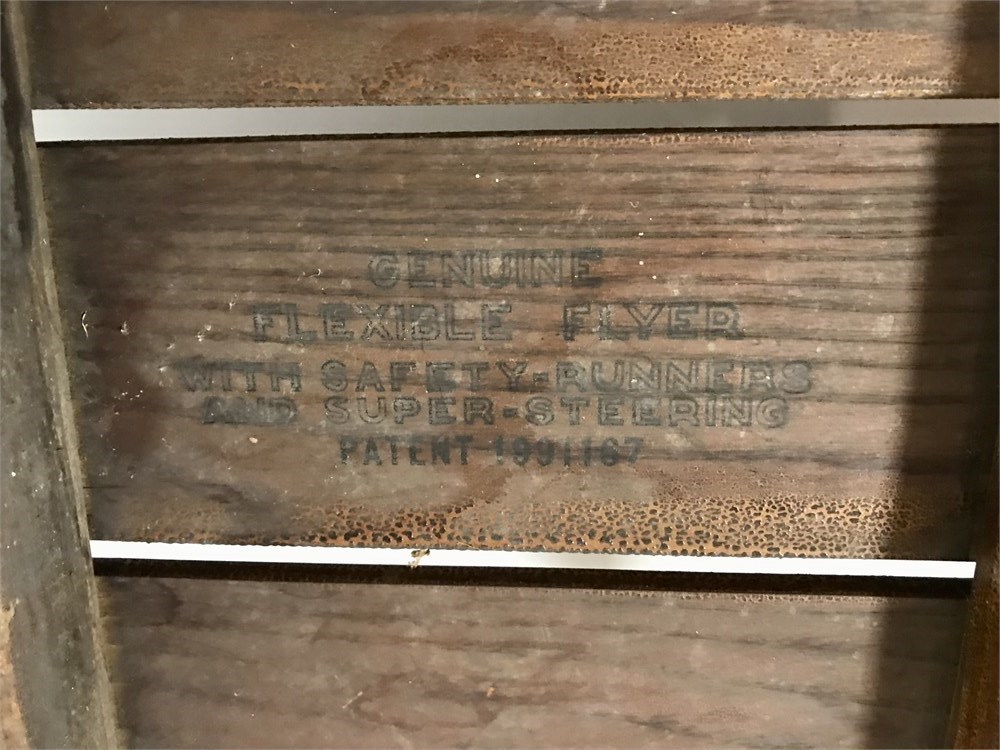 GENUINE
FLEXIBLE FLYER
WITH SAFETY-RUNNERS
AND SUPER-STEERING
PATENT 1991167